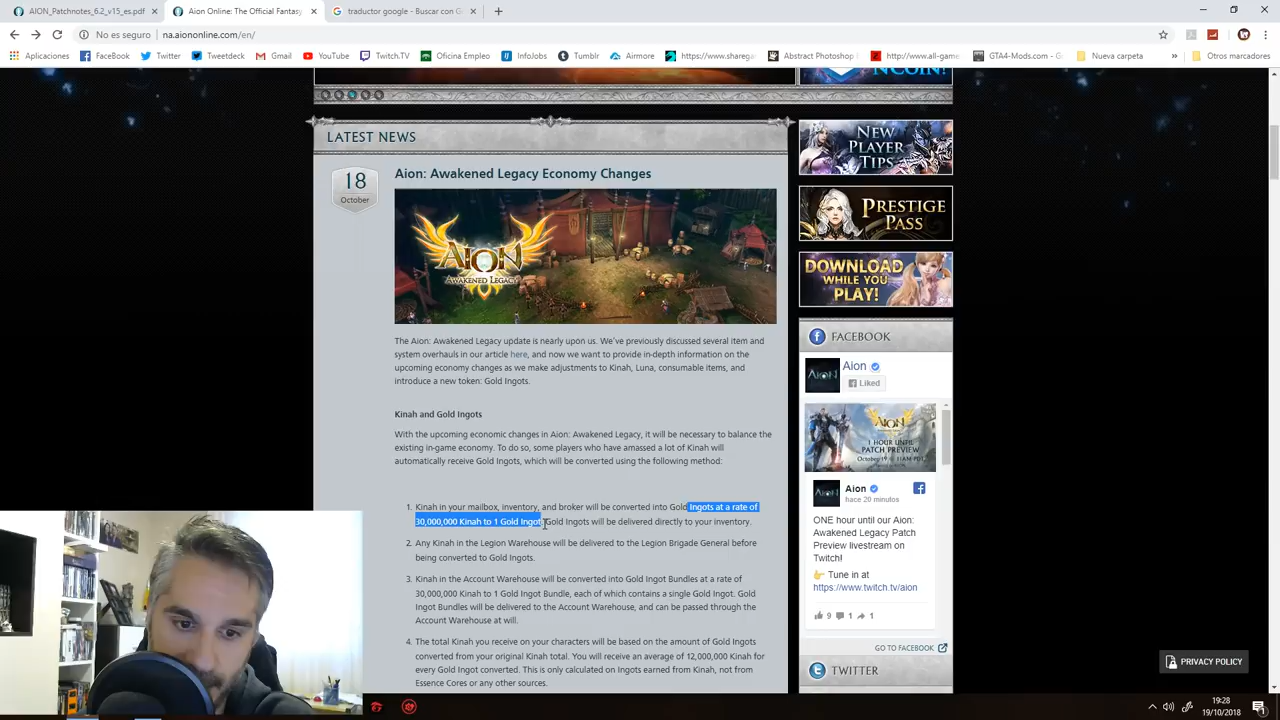 AION_Patchnotes_6.2_v15_es.pdf
Aion Online: The Official Fantasy
traductor google - Buscar con G
No es seguro | na.aiononline.com/en/
Aplicaciones
FaceBook
Twitter
Tweetdeck
Gmail
YouTube
Twitch.TV
Oficina Empleo
InfoJobs
Tumblr
Airmore
https://www.sharega
Abstract Photoshop
http://www.all-game
GTA4-Mods.com - G
Nueva carpeta
Otros marcadores
NCOIN!
LATEST NEWS
18
October
Aion: Awakened Legacy Economy Changes
AION
AWAKENED LEGACY
The Aion: Awakened Legacy update is nearly upon us. We've previously discussed several item and
system overhauls in our article here, and now we want to provide in-depth information on the
upcoming economy changes as we make adjustments to Kinah, Luna, consumable items, and
introduce a new token: Gold Ingots.
Kinah and Gold Ingots
With the upcoming economic changes in Aion: Awakened Legacy, it will be necessary to balance the
existing in-game economy. To do so, some players who have amassed a lot of Kinah will
automatically receive Gold Ingots, which will be converted using the following method:
1. Kinah in your mailbox, inventory, and broker will be converted into Gold Ingots at a rate of
30,000,000 Kinah to 1 Gold Ingot. Gold Ingots will be delivered directly to your inventory.
2. Any Kinah in the Legion Warehouse will be delivered to the Legion Brigade General before
being converted to Gold Ingots.
3. Kinah in the Account Warehouse will be converted into Gold Ingot Bundles at a rate of
30,000,000 Kinah to 1 Gold Ingot Bundle, each of which contains a single Gold Ingot. Gold
Ingot Bundles will be delivered to the Account Warehouse, and can be passed through the
Account Warehouse at will.
4. The total Kinah you receive on your characters will be based on the amount of Gold Ingots
converted from your original Kinah total. You will receive an average of 12,000,000 Kinah for
every Gold Ingot converted. This is only calculated on Ingots earned from Kinah, not from
Essence Cores or any other sources.
NEW
PLAYER
TIPS
PRESTIGE
PASS
DOWNLOAD
WHILE YOU
PLAY!
FACEBOOK
AION
Aion
Liked
AION
1 HOUR UNTIL
PATCH PREVIEW
October 19 @ 11AM PDT
AION
Aion
hace 20 minutos
ONE hour until our Aion:
Awakened Legacy Patch
Preview livestream on
Twitch!
Tune in at
https://www.twitch.tv/aion
9 1 1
GO TO FACEBOOK
TWITTER
PRIVACY POLICY
19:28
19/10/2018